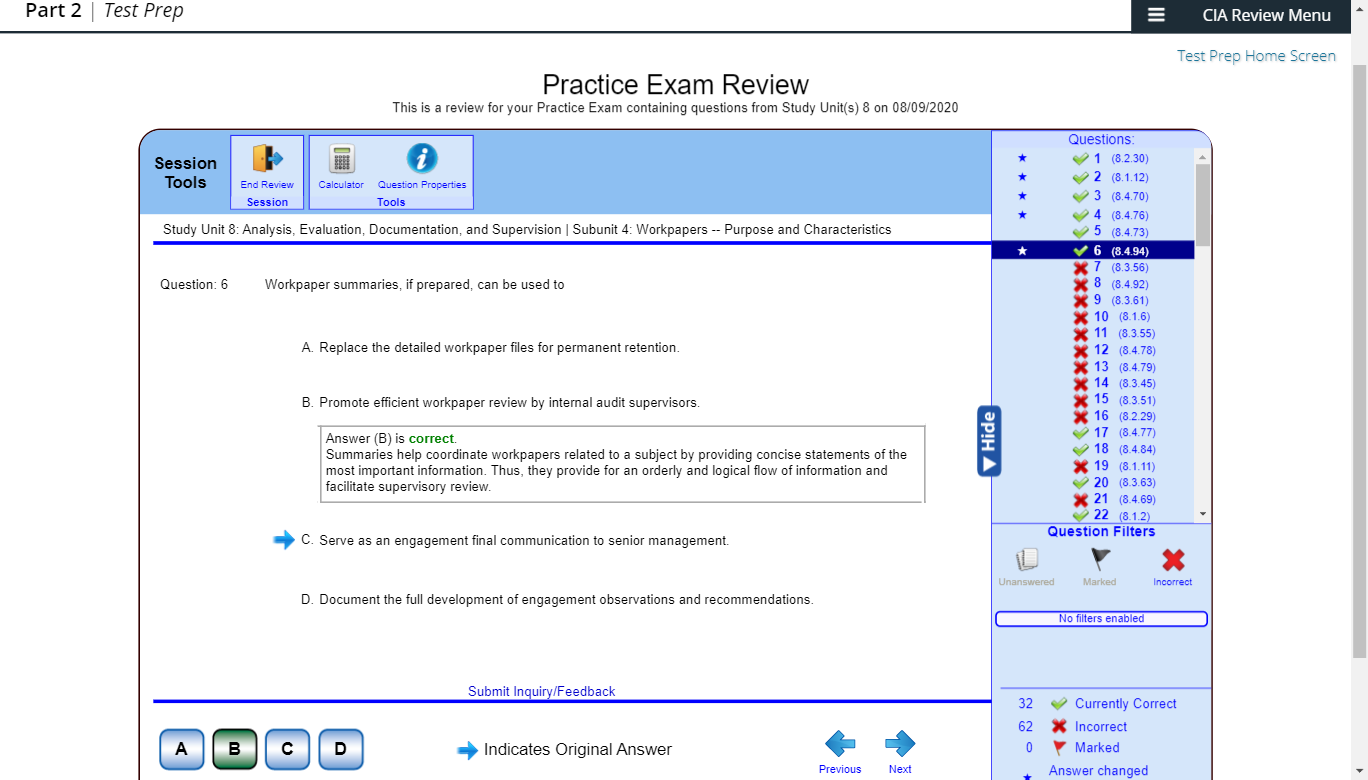 Part 2 | Test Prep
CIA Review Menu
Test Prep Home Screen
Practice Exam Review
This is a review for your Practice Exam containing questions from Study Unit(s) 8 on 08/09/2020
Session
Tools
End Review
Session
Calculator
Question Properties
Tools
Study Unit 8: Analysis, Evaluation, Documentation, and Supervision | Subunit 4: Workpapers -- Purpose and Characteristics
Question: 6
Workpaper summaries, if prepared, can be used to
A. Replace the detailed workpaper files for permanent retention.
B. Promote efficient workpaper review by internal audit supervisors.
Answer (B) is correct.
Summaries help coordinate workpapers related to a subject by providing concise statements of the
most important information. Thus, they provide for an orderly and logical flow of information and
facilitate supervisory review.
C. Serve as an engagement final communication to senior management.
D. Document the full development of engagement observations and recommendations.
Submit Inquiry/Feedback
A
B
C
D
Indicates Original Answer
Previous
Next
Hide
Questions:
1 (8.2.30)
2 (8.1.12)
3 (8.4.70)
4 (8.4.76)
5 (8.4.73)
6 (8.4.94)
7 (8.3.56)
8 (8.4.92)
9 (8.3.61)
10 (8.1.6)
11 (8.3.55)
12 (8.4.78)
13 (8.4.79)
14 (8.3.45)
15 (8.3.51)
16 (8.2.29)
17 (8.4.77)
18 (8.4.84)
19 (8.1.11)
20 (8.3.63)
21 (8.4.69)
22 (8.1.2)
Question Filters
Unanswered
Marked
Incorrect
No filters enabled
32 Currently Correct
62 Incorrect
0 Marked
Answer changed